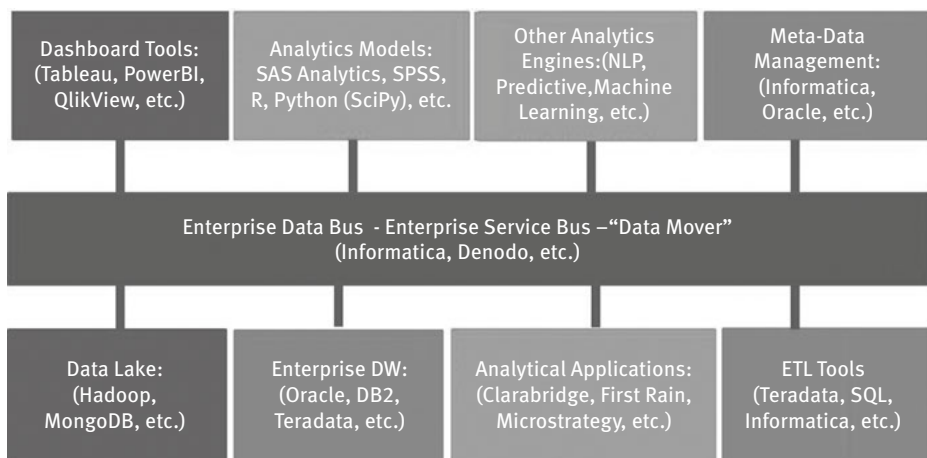 Dashboard Tools:
(Tableau, PowerBI,
QlikView, etc.)
Analytics Models:
SAS Analytics, SPSS,
R, Python (SciPy), etc.
Other Analytics
Engines:(NLP,
Predictive,Machine
Learning, etc.)
Meta-Data
Management:
(Informatica,
Oracle, etc.)
Enterprise Data Bus - Enterprise Service Bus –“Data Mover”
(Informatica, Denodo, etc.)
Data Lake:
(Hadoop,
MongoDB, etc.)
Enterprise DW:
(Oracle, DB2,
Teradata, etc.)
Analytical Applications:
(Clarabridge, First Rain,
Microstrategy, etc.)
ETL Tools
(Teradata, SQL,
Informatica, etc.)